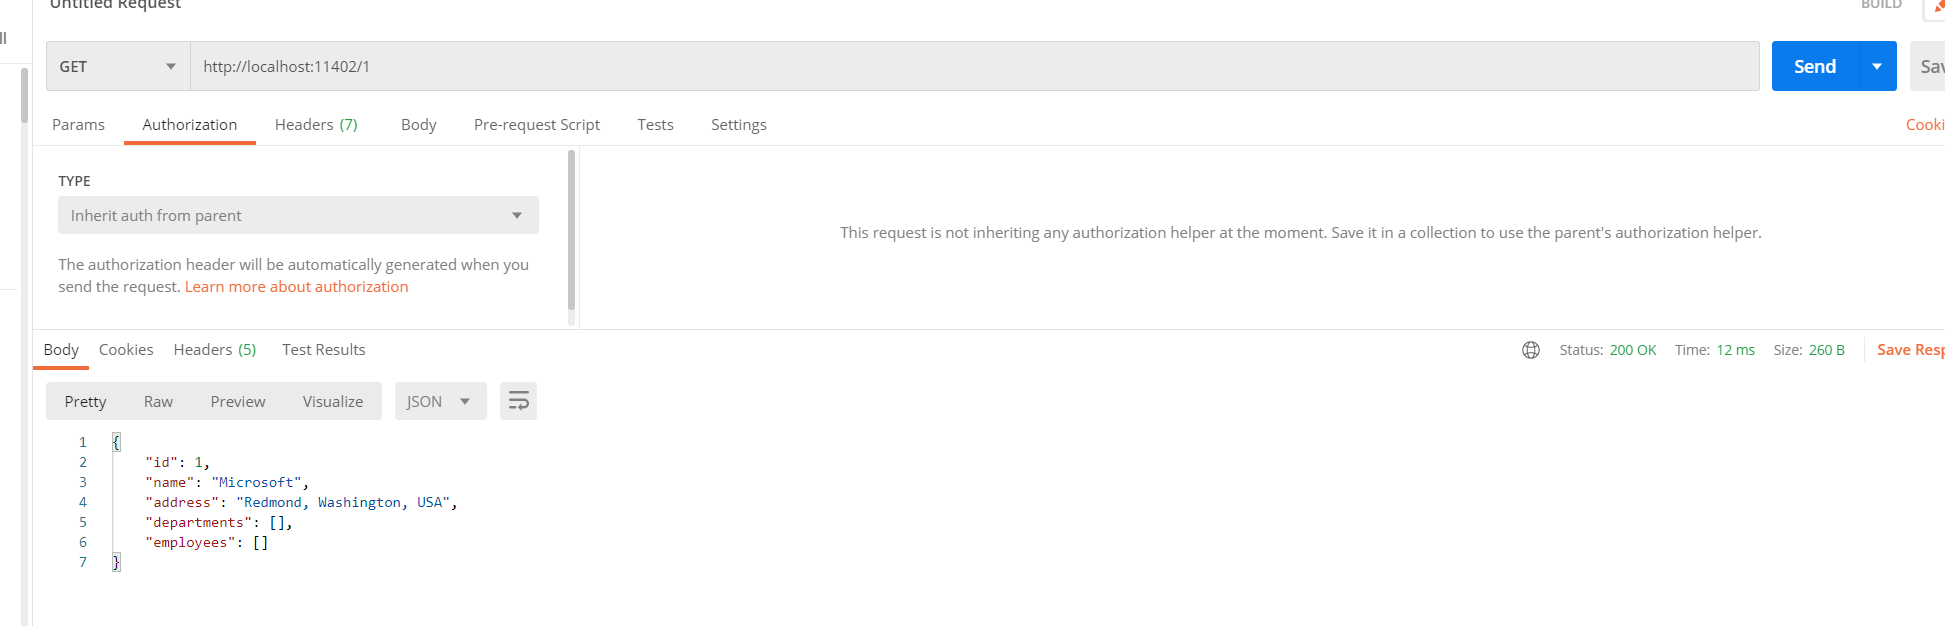 Untitled Request
BUILD
GET
http://localhost:11402/1
Send
Params
Authorization
Headers (7)
Body
Pre-request Script
Tests
Settings
TYPE
Inherit auth from parent
The authorization header will be automatically generated when you
send the request. Learn more about authorization
This request is not inheriting any authorization helper at the moment. Save it in a collection to use the parent's authorization helper.
Body
Cookies
Headers (5)
Test Results
Status: 200 OK
Time: 12 ms
Size: 260 B
Save
Pretty
Raw
Preview
Visualize
JSON
1 {
2 "id": 1,
3 "name": "Microsoft",
4 "address": "Redmond, Washington, USA",
5 "departments": [],
6 "employees": []
7 }